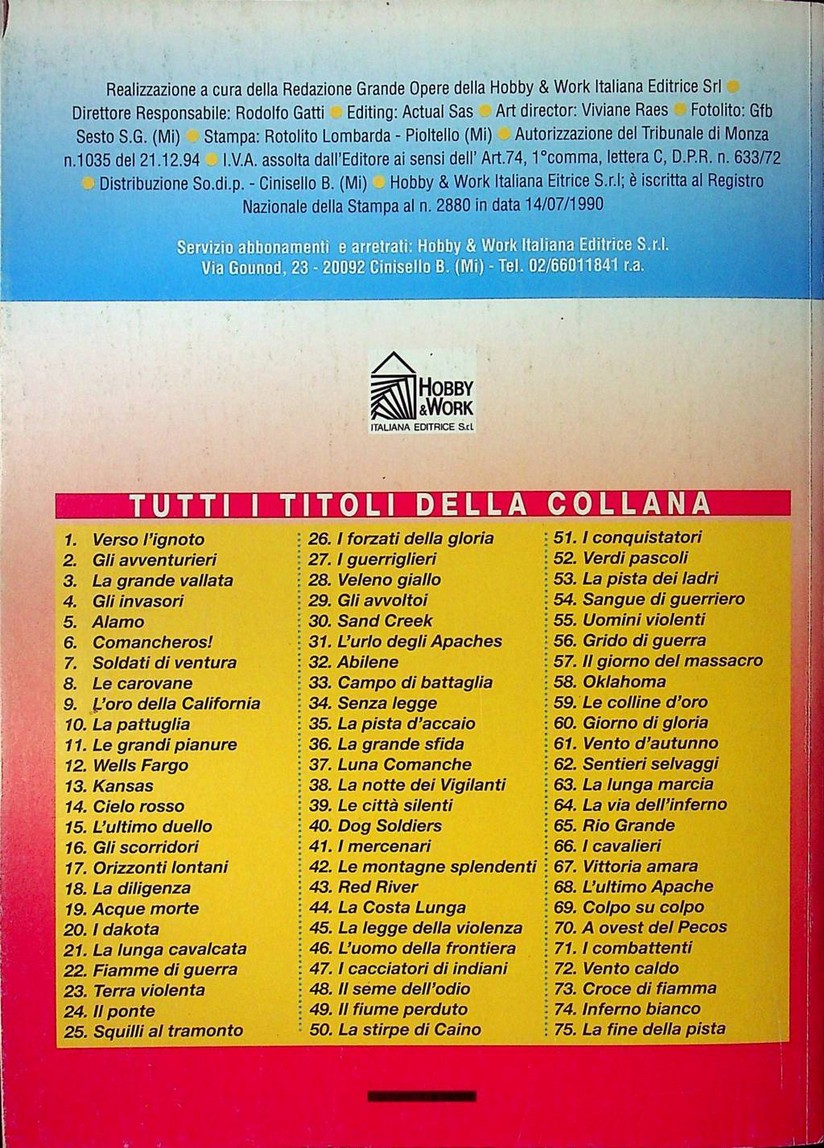 Realizzazione a cura della Redazione Grande Opere della Hobby & Work Italiana Editrice Srl
Direttore Responsabile: Rodolfo Gatti Editing: Actual Sas Art director: Viviane Raes Fotolito: Gfb
Sesto S.G. (Mi) Stampa: Rotolito Lombarda - Pioltello (Mi) Autorizzazione del Tribunale di Monza
n.1035 del 21.12.94 I.V.A. assolta dall'Editore ai sensi dell' Art.74, 1°comma, lettera C, D.P.R. n. 633/72
Distribuzione So.di.p. - Cinisello B. (Mi) Hobby & Work Italiana Eitrice S.r.l; è iscritta al Registro
Nazionale della Stampa al n. 2880 in data 14/07/1990
Servizio abbonamenti e arretrati: Hobby & Work Italiana Editrice S.r.l.
Via Gounod, 23 - 20092 Cinisello B. (Mi) - Tel. 02/66011841 r.a.
HOBBY
&WORK
ITALIANA EDITRICE S.r.l.
TUTTI I TITOLI DELLA COLLANA
1. Verso l'ignoto
2. Gli avventurieri
3. La grande vallata
4. Gli invasori
5. Alamo
6. Comancheros!
7. Soldati di ventura
8. Le carovane
9. L'oro della California
10. La pattuglia
11. Le grandi pianure
12. Wells Fargo
13. Kansas
14. Cielo rosso
15. L'ultimo duello
16. Gli scorridori
17. Orizzonti lontani
18. La diligenza
19. Acque morte
20. I dakota
21. La lunga cavalcata
22. Fiamme di guerra
23. Terra violenta
24. Il ponte
25. Squilli al tramonto
26. I forzati della gloria
27. I guerriglieri
28. Veleno giallo
29. Gli avvoltoi
30. Sand Creek
31. L'urlo degli Apaches
32. Abilene
33. Campo di battaglia
34. Senza legge
35. La pista d'accaio
36. La grande sfida
37. Luna Comanche
38. La notte dei Vigilanti
39. Le città silenti
40. Dog Soldiers
41. I mercenari
42. Le montagne splendenti
43. Red River
44. La Costa Lunga
45. La legge della violenza
46. L'uomo della frontiera
47. I cacciatori di indiani
48. Il seme dell'odio
49. Il fiume perduto
50. La stirpe di Caino
51. I conquistatori
52. Verdi pascoli
53. La pista dei ladri
54. Sangue di guerriero
55. Uomini violenti
56. Grido di guerra
57. Il giorno del massacro
58. Oklahoma
59. Le colline d'oro
60. Giorno di gloria
61. Vento d'autunno
62. Sentieri selvaggi
63. La lunga marcia
64. La via dell'inferno
65. Rio Grande
66. I cavalieri
67. Vittoria amara
68. L'ultimo Apache
69. Colpo su colpo
70. A ovest del Pecos
71. I combattenti
72. Vento caldo
73. Croce di fiamma
74. Inferno bianco
75. La fine della pista